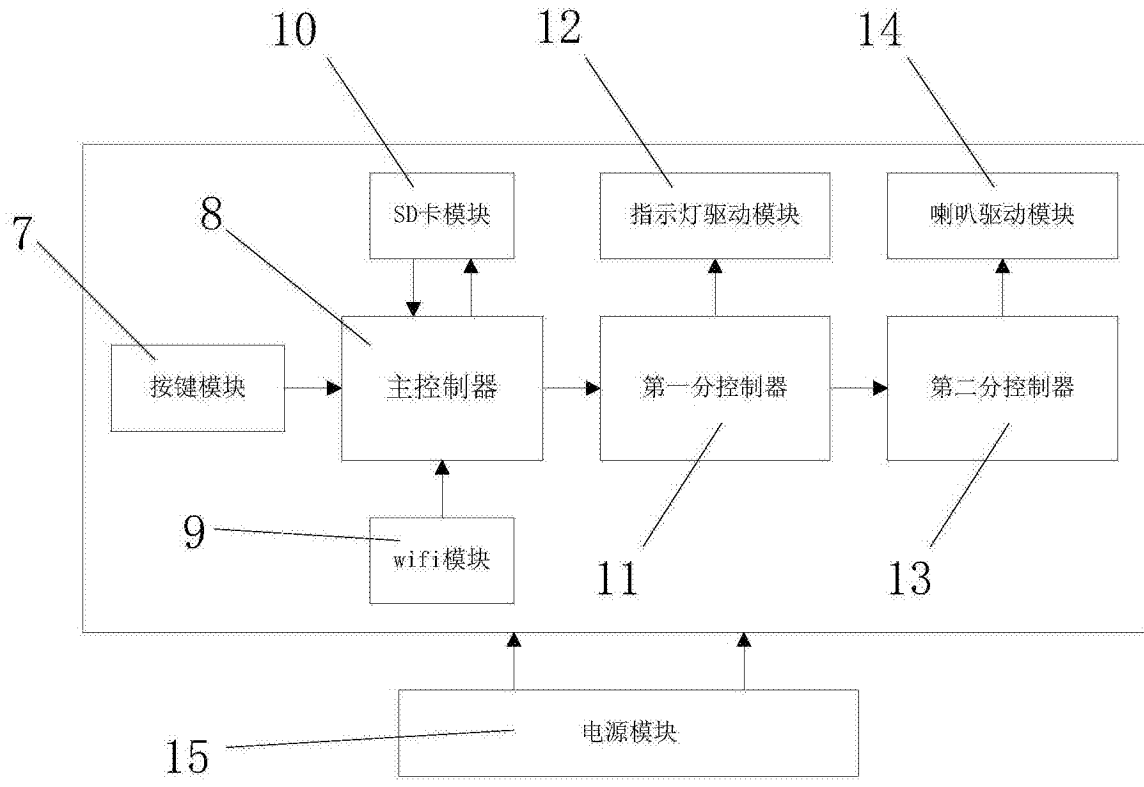 10
12
14
SD卡模块
指示灯驱动模块
喇叭驱动模块
7
8
按键模块
主控制器
第一分控制器
第二分控制器
9
wifi模块
11
13
电源模块
15